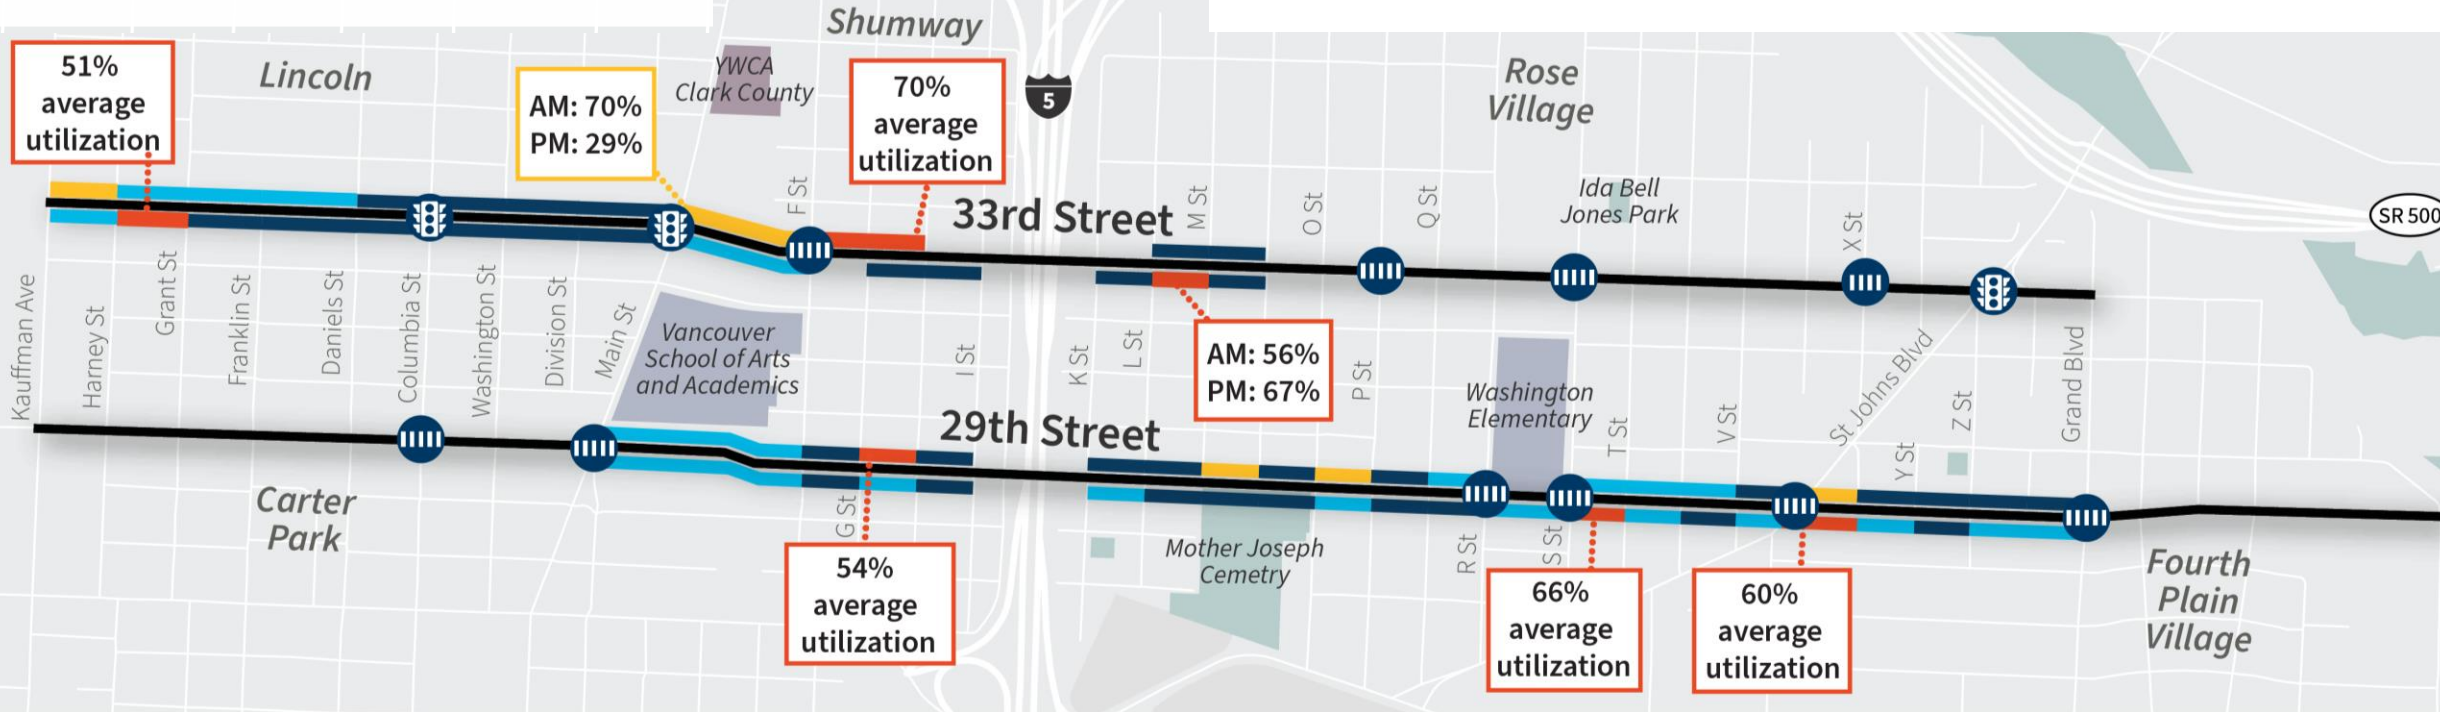 Shumway
51%
average
utilization
Lincoln
AM: 70%
PM: 29%
YWCA
Clark County
70%
average
utilization
5
Rose
Village
SR 500
33rd Street
F St
M St
O St
Q St
Ida Bell
Jones Park
X St
Kauffman Ave
Harney St
Grant St
Franklin St
Daniels St
Columbia St
Washington St
Division St
Main St
Vancouver
School of Arts
and Academics
I St
K St
L St
AM: 56%
PM: 67%
P St
Washington
Elementary
T St
V St
St Johns Blvd
Y St
Z St
Grand Blvd
29th Street
Carter
Park
G St
54%
average
utilization
Mother Joseph
Cemetry
R St
S St
66%
average
utilization
60%
average
utilization
Fourth
Plain
Village